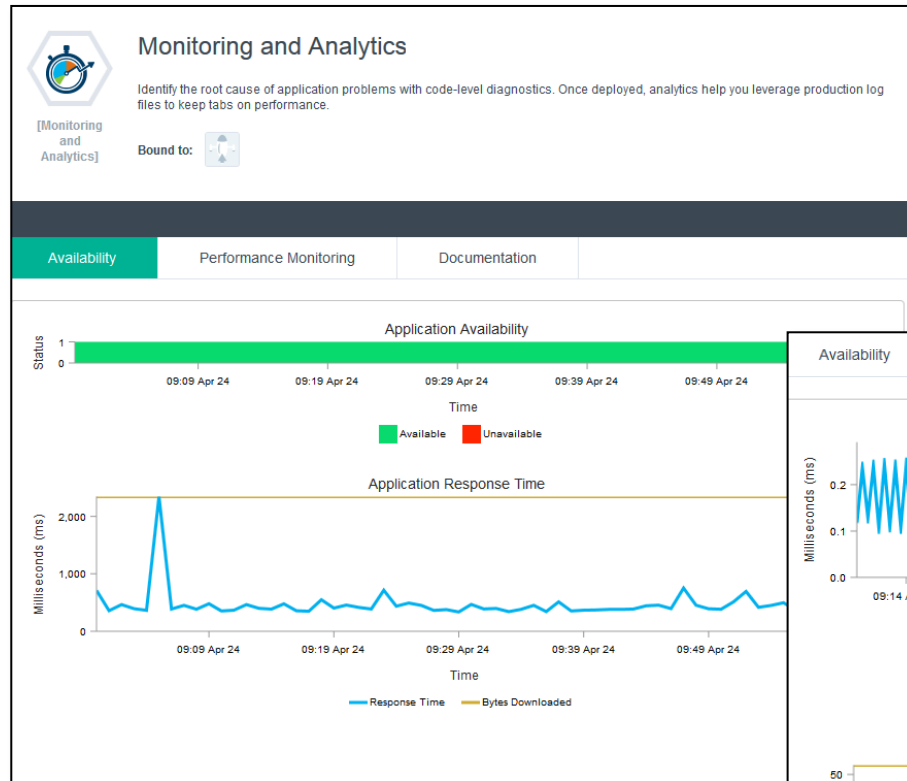 Monitoring and Analytics
Identify the root cause of application problems with code-level diagnostics. Once deployed, analytics help you leverage production log
files to keep tabs on performance.
[Monitoring
and
Analytics]
Bound to:
Availability Performance Monitoring Documentation
Application Availability
Status
1
0
09:09 Apr 24 09:19 Apr 24 09:29 Apr 24 09:39 Apr 24 09:49 Apr 24
Time
Available Unavailable
Application Response Time
Milliseconds (ms)
2,000
1,000
0
09:09 Apr 24 09:19 Apr 24 09:29 Apr 24 09:39 Apr 24 09:49 Apr 24
Time
Response Time Bytes Downloaded
Availability
Milliseconds (ms)
0.2
0.1
0.0
09:14
50